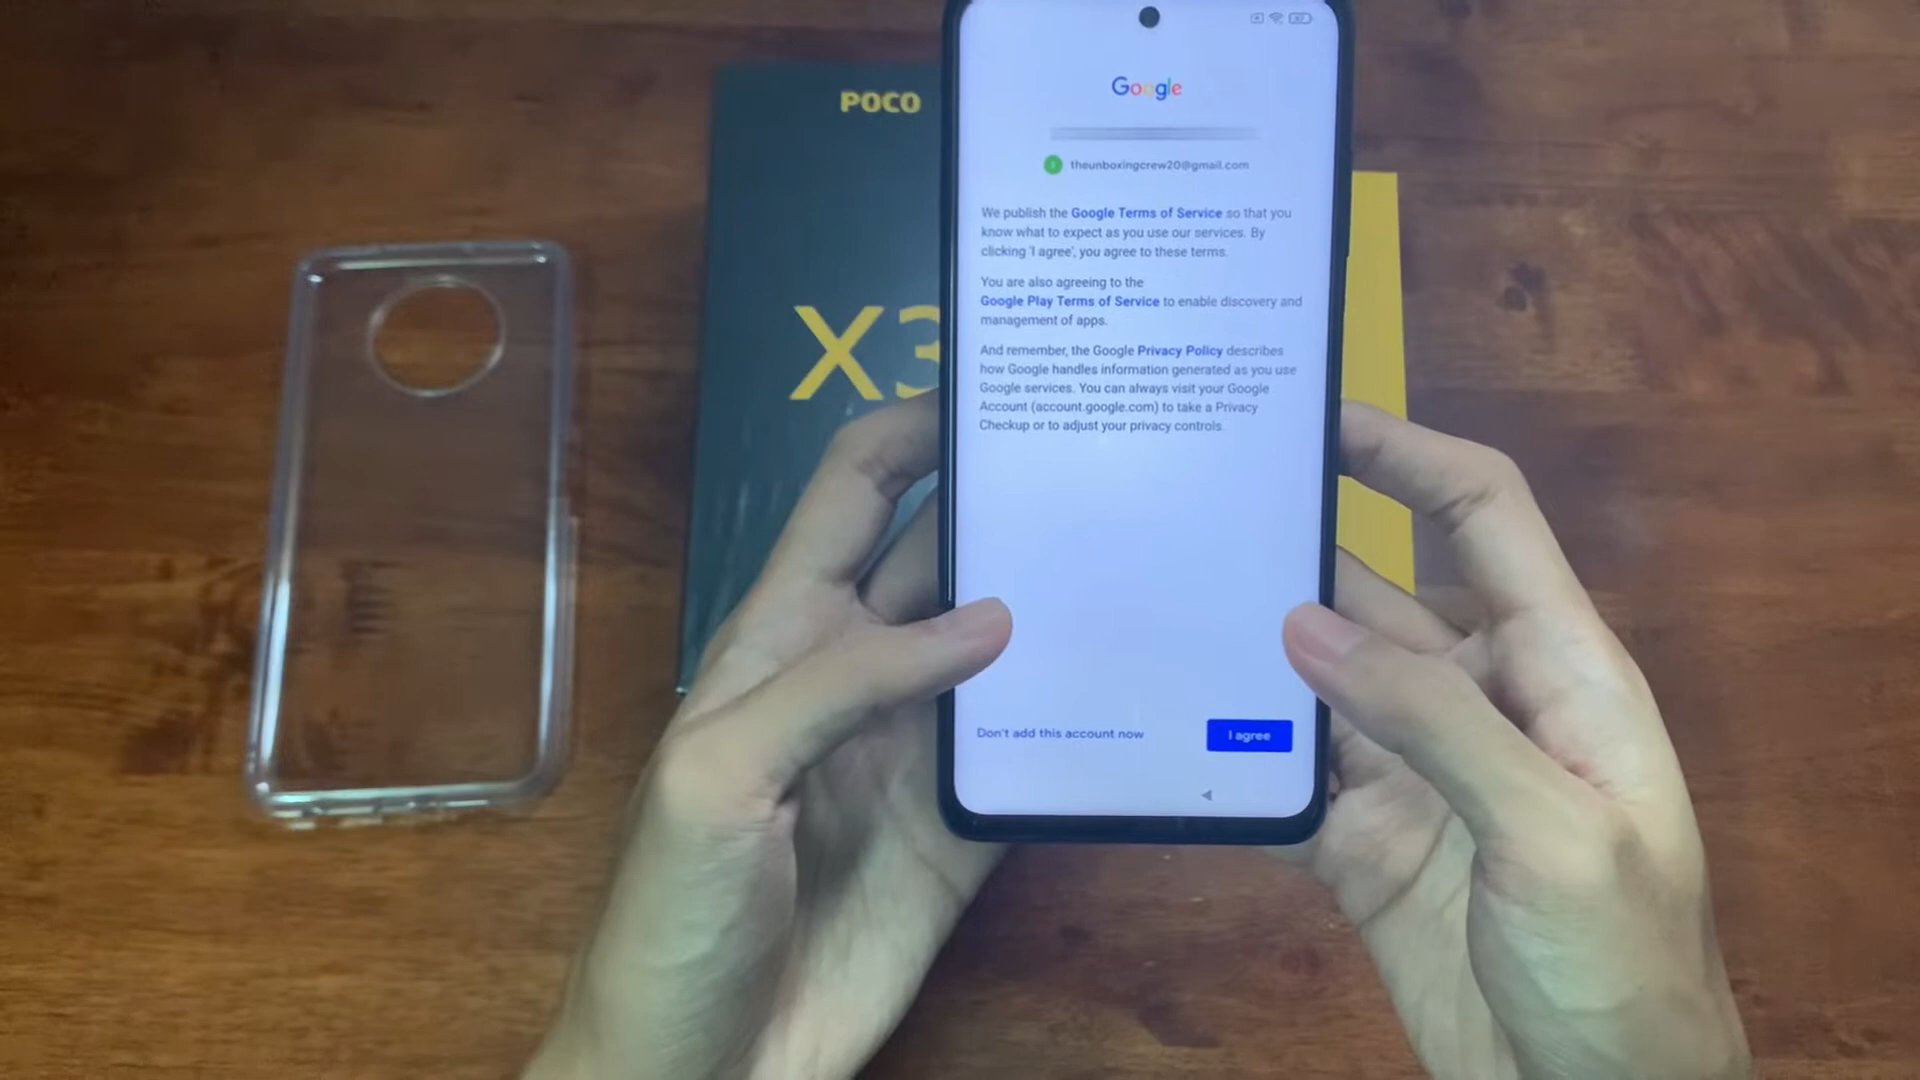 POCO
X3
Google
theunboxingcrew20@gmail.com
We publish the Google Terms of Service so that you
know what to expect as you use our services. By
clicking 'I agree', you agree to these terms.
You are also agreeing to the
Google Play Terms of Service to enable discovery and
management of apps.
And remember, the Google Privacy Policy describes
how Google handles information generated as you use
Google services. You can always visit your Google
Account (account.google.com) to take a Privacy
Checkup or to adjust your privacy controls.
Don't add this account now
I agree